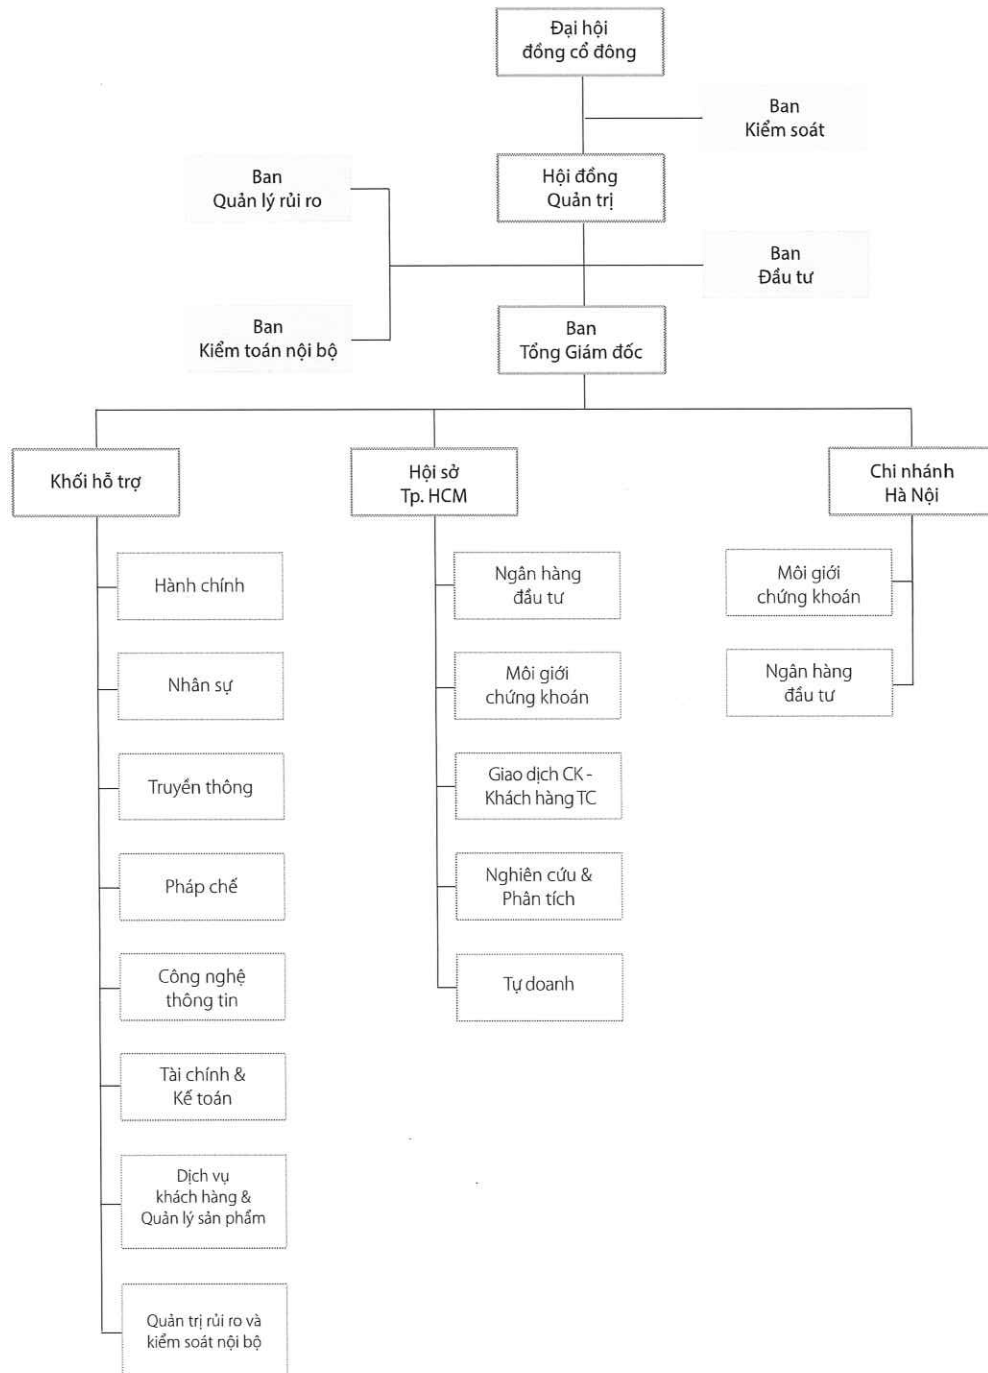 Đại hội
đồng cổ đông
Ban
Kiểm soát
Hội đồng
Quản trị
Ban
Quản lý rủi ro
Ban
Đầu tư
Ban
Kiểm toán nội bộ
Ban
Tổng Giám đốc
Khối hỗ trợ
Hội sở
Tp. HCM
Chi nhánh
Hà Nội
Hành chính
Nhân sự
Truyền thông
Pháp chế
Công nghệ
thông tin
Tài chính &
Kế toán
Dịch vụ
khách hàng &
Quản lý sản phẩm
Quản trị rủi ro và
kiểm soát nội bộ
Ngân hàng
đầu tư
Môi giới
chứng khoán
Giao dịch CK -
Khách hàng TC
Nghiên cứu &
Phân tích
Tự doanh
Môi giới
chứng khoán
Ngân hàng
đầu tư